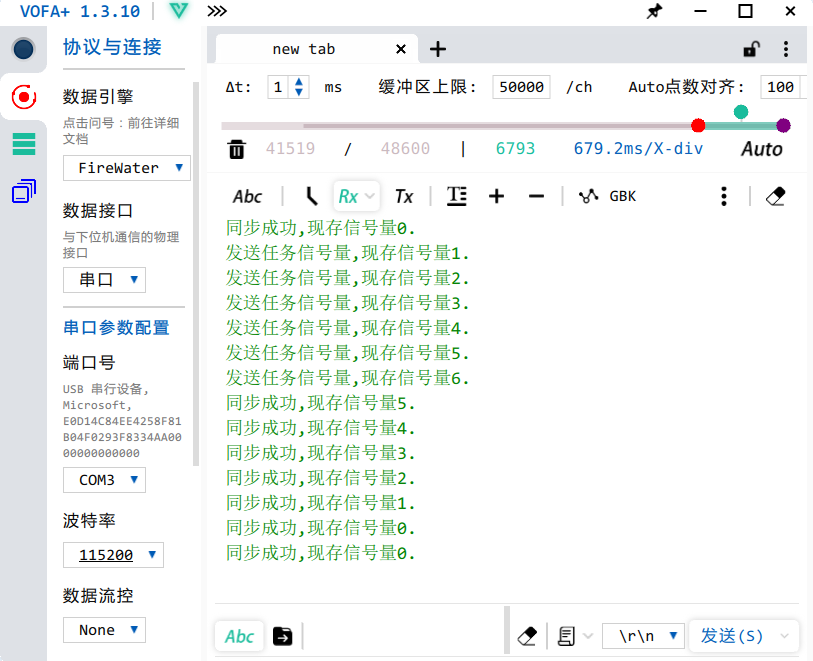 VOFA+ 1.3.10
协议与连接
数据引擎
点击问号：前往详细
文档
FireWater
数据接口
与下位机通信的物理
接口
串口
串口参数配置
端口号
USB 串行设备,
Microsoft,
E0D14C84EE4258F81
B04F0293F8334AA00
00000000000
COM3
波特率
115200
数据流控
None
new tab
Δt: 1 ms 缓冲区上限: 50000 /ch Auto点数对齐: 100
41519 / 48600 | 6793 679.2ms/X-div Auto
Abc Rx Tx GBK
同步成功,现存信号量0.
发送任务信号量,现存信号量1.
发送任务信号量,现存信号量2.
发送任务信号量,现存信号量3.
发送任务信号量,现存信号量4.
发送任务信号量,现存信号量5.
发送任务信号量,现存信号量6.
同步成功,现存信号量5.
同步成功,现存信号量4.
同步成功,现存信号量3.
同步成功,现存信号量2.
同步成功,现存信号量1.
同步成功,现存信号量0.
同步成功,现存信号量0.
Abc \r\n 发送(S)